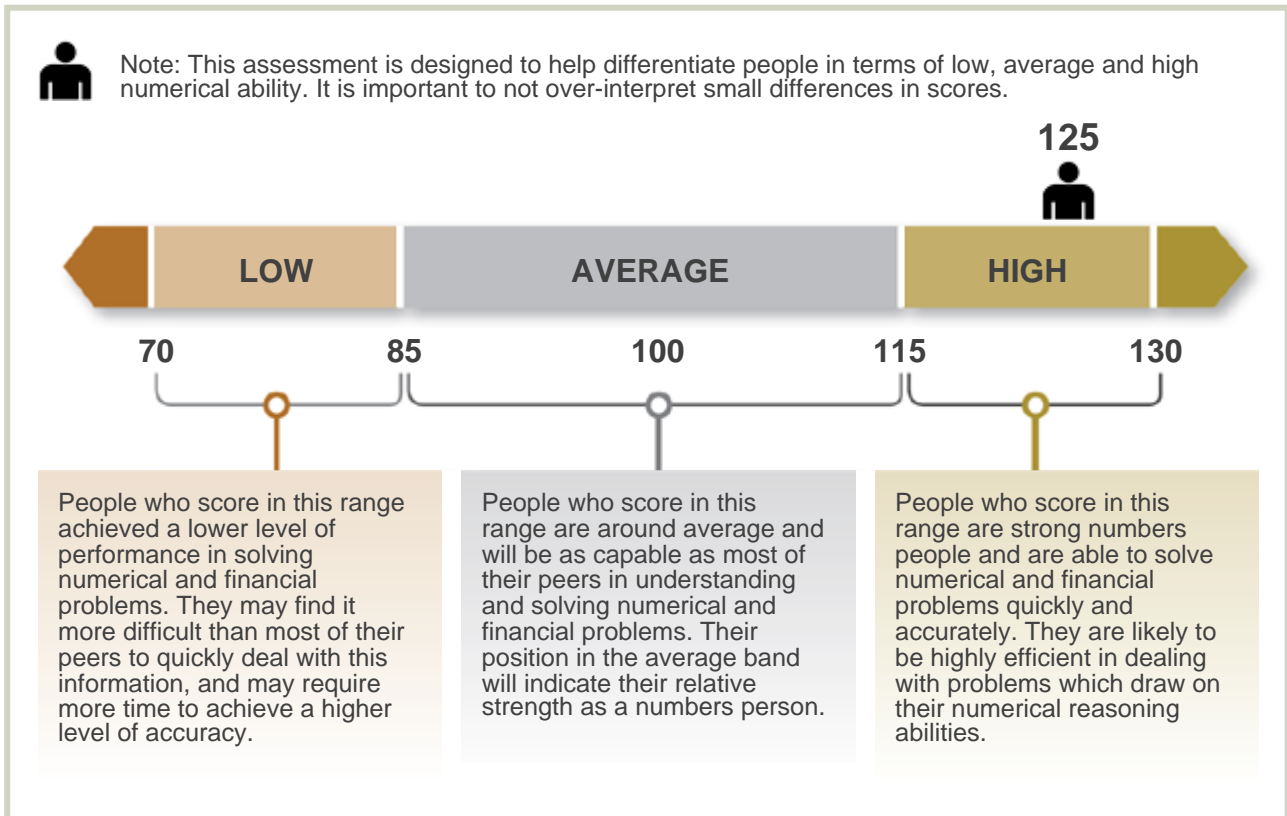 Note: This assessment is designed to help differentiate people in terms of low, average and high
numerical ability. It is important to not over-interpret small differences in scores.
125
LOW
AVERAGE
HIGH
70
85
100
115
130
People who score in this range
achieved a lower level of
performance in solving
numerical and financial
problems. They may find it
more difficult than most of their
peers to quickly deal with this
information, and may require
more time to achieve a higher
level of accuracy.
People who score in this
range are around average and
will be as capable as most of
their peers in understanding
and solving numerical and
financial problems. Their
position in the average band
will indicate their relative
strength as a numbers person.
People who score in this
range are strong numbers
people and are able to solve
numerical and financial
problems quickly and
accurately. They are likely to
be highly efficient in dealing
with problems which draw on
their numerical reasoning
abilities.